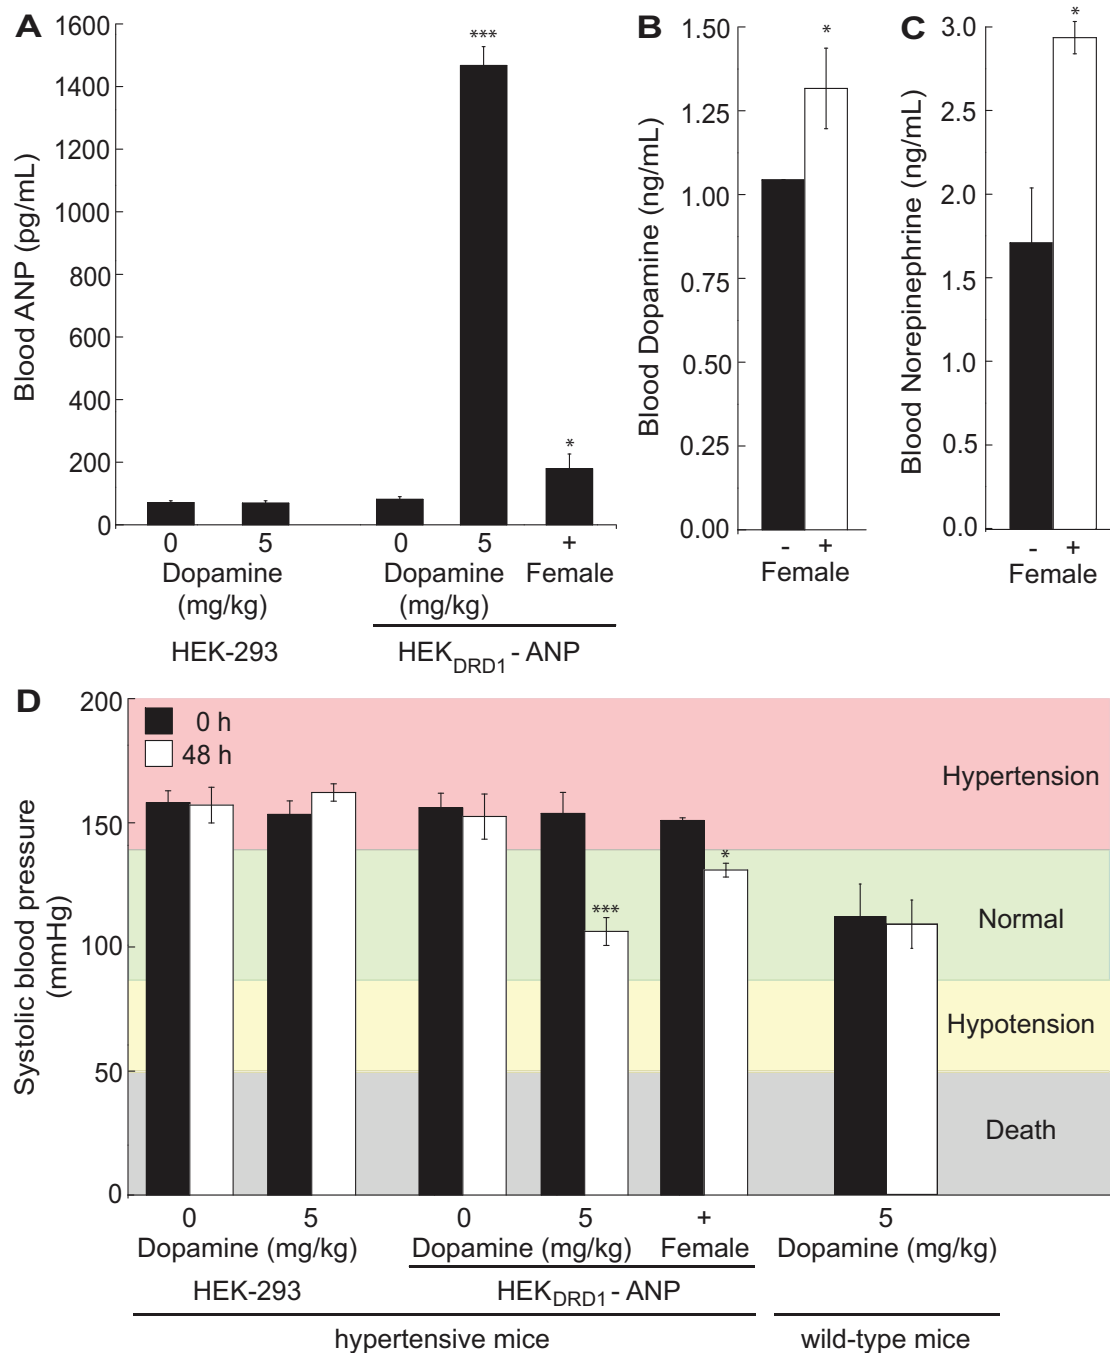 A
1600
1400
1200
1600
1400
800
600
400
200
0
Blood ANP (pg/mL)
***
*
0 5 0 5 +
Dopamine Dopamine Female
(mg/kg) (mg/kg)
HEK-293 HEKDRD1 - ANP
B
1.50
1.25
1.00
0.75
0.50
0.25
0.00
Blood Dopamine (ng/mL)
*
- +
Female
C
3.0
2.5
2.0
1.5
1.0
0.5
0.0
Blood Norepinephrine (ng/mL)
*
- +
Female
D
200
150
100
50
0
Systolic blood pressure
(mmHg)
0 h
48 h
Hypertension
Normal
Hypotension
Death
***
*
0 5 0 5 + 5
Dopamine (mg/kg) Dopamine (mg/kg) Female Dopamine (mg/kg)
HEK-293 HEKDRD1 - ANP
hypertensive mice wild-type mice